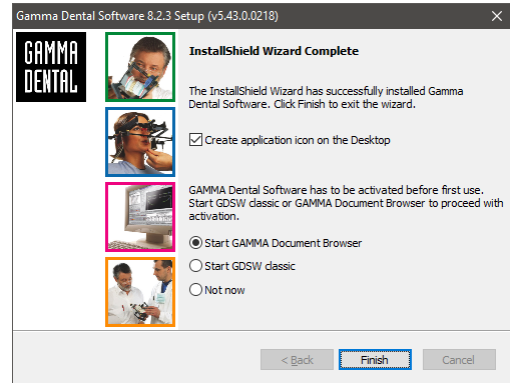 Gamma Dental Software 8.2.3 Setup (v5.43.0.0218)
GAMMA
DENTAL
InstallShield Wizard Complete
The InstallShield Wizard has successfully installed Gamma
Dental Software. Click Finish to exit the wizard.
Create application icon on the Desktop
GAMMA Dental Software has to be activated before first use.
Start GDSW classic or GAMMA Document Browser to proceed with
activation.
Start GAMMA Document Browser
Start GDSW classic
Not now
< Back
Finish
Cancel